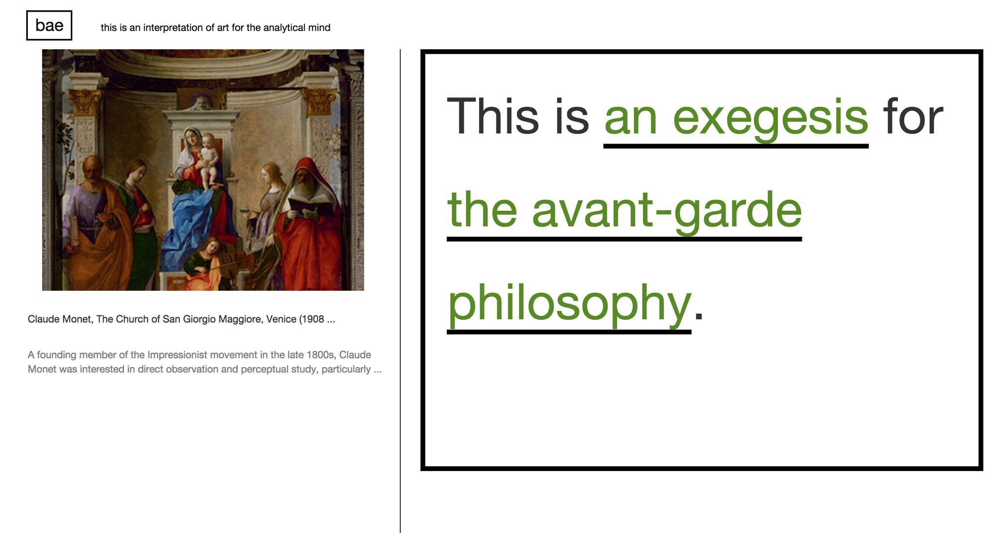 bae
this is an interpretation of art for the analytical mind
Claude Monet, The Church of San Giorgio Maggiore, Venice (1908 ...
A founding member of the Impressionist movement in the late 1800s, Claude
Monet was interested in direct observation and perceptual study, particularly ...
This is an exegesis for
the avant-garde
philosophy.